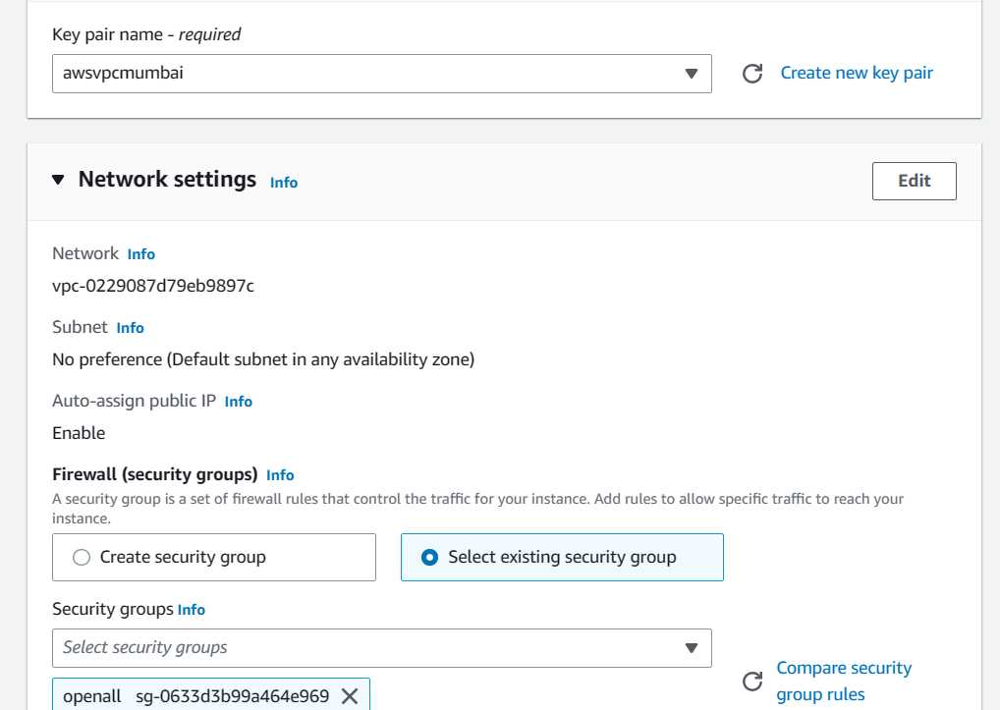 Key pair name - required
awsvpcmumbai
Create new key pair
Network settings Info
Edit
Network Info
vpc-0229087d79eb9897c
Subnet Info
No preference (Default subnet in any availability zone)
Auto-assign public IP Info
Enable
Firewall (security groups) Info
A security group is a set of firewall rules that control the traffic for your instance. Add rules to allow specific traffic to reach your
instance.
Create security group
Select existing security group
Security groups Info
Select security groups
Compare security
group rules
openall sg-0633d3b99a464e969